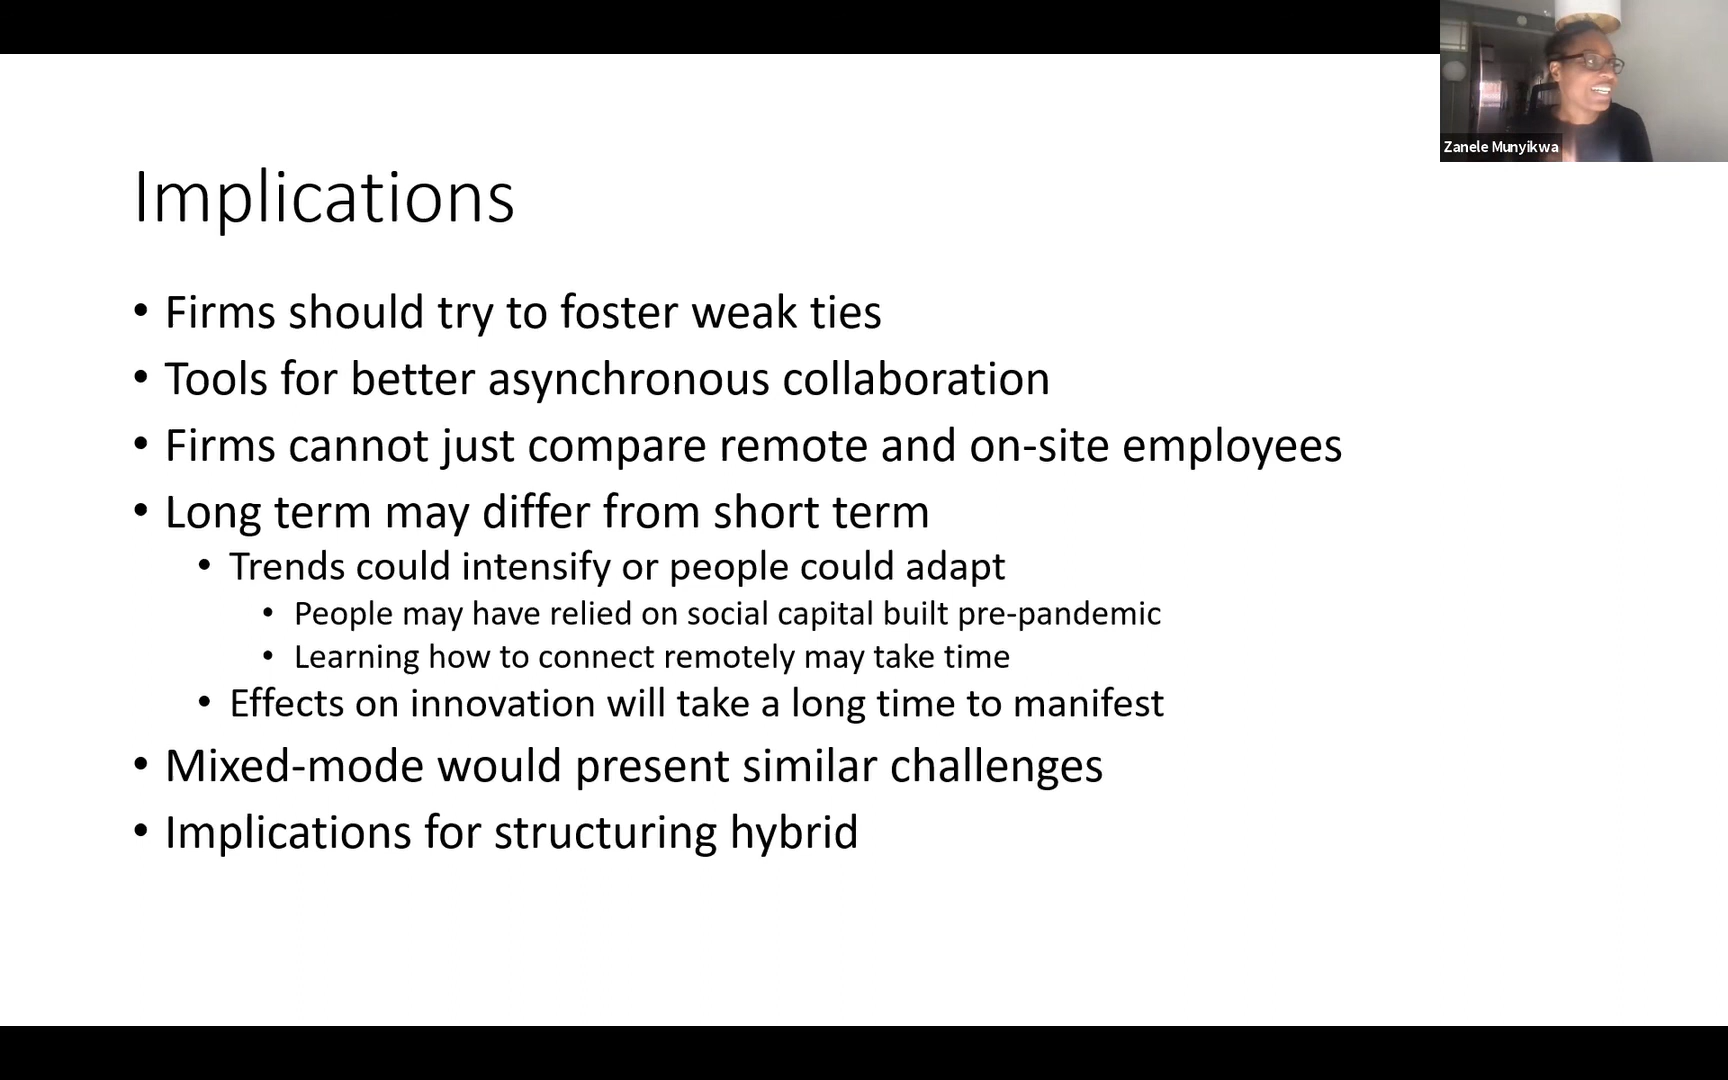 Zanele Munyikwa
Implications
• Firms should try to foster weak ties
• Tools for better asynchronous collaboration
• Firms cannot just compare remote and on-site employees
• Long term may differ from short term
• Trends could intensify or people could adapt
• People may have relied on social capital built pre-pandemic
• Learning how to connect remotely may take time
• Effects on innovation will take a long time to manifest
• Mixed-mode would present similar challenges
• Implications for structuring hybrid